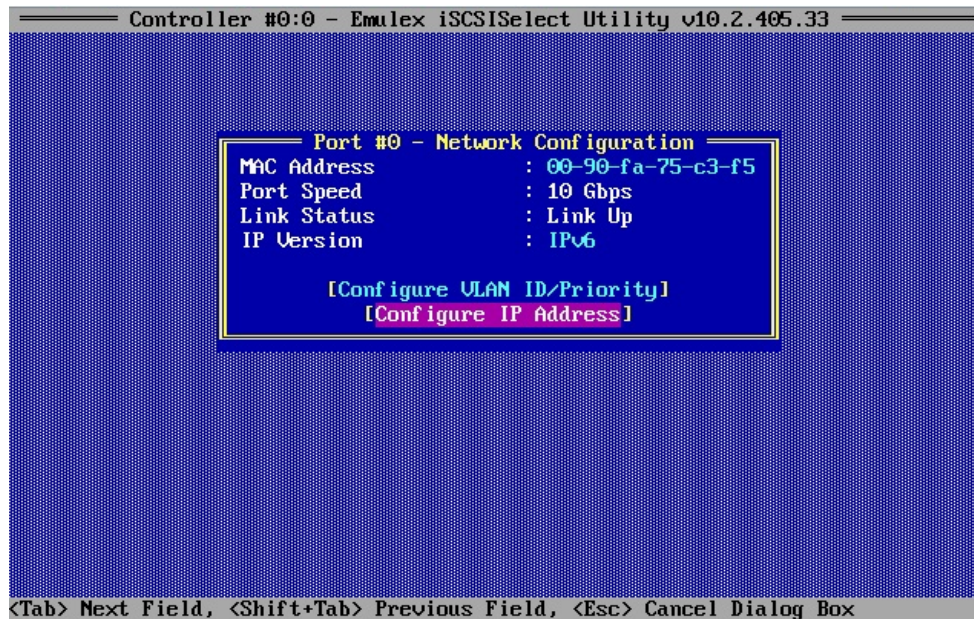 Controller #0:0 - Emulex iSCSISelect Utility v10.2.405.33
Port #0 - Network Configuration
MAC Address : 00-90-fa-75-c3-f5
Port Speed : 10 Gbps
Link Status : Link Up
IP Version : IPv6
[Configure VLAN ID/Priority]
[Configure IP Address]
<Tab> Next Field, <Shift+Tab> Previous Field, <Esc> Cancel Dialog Box